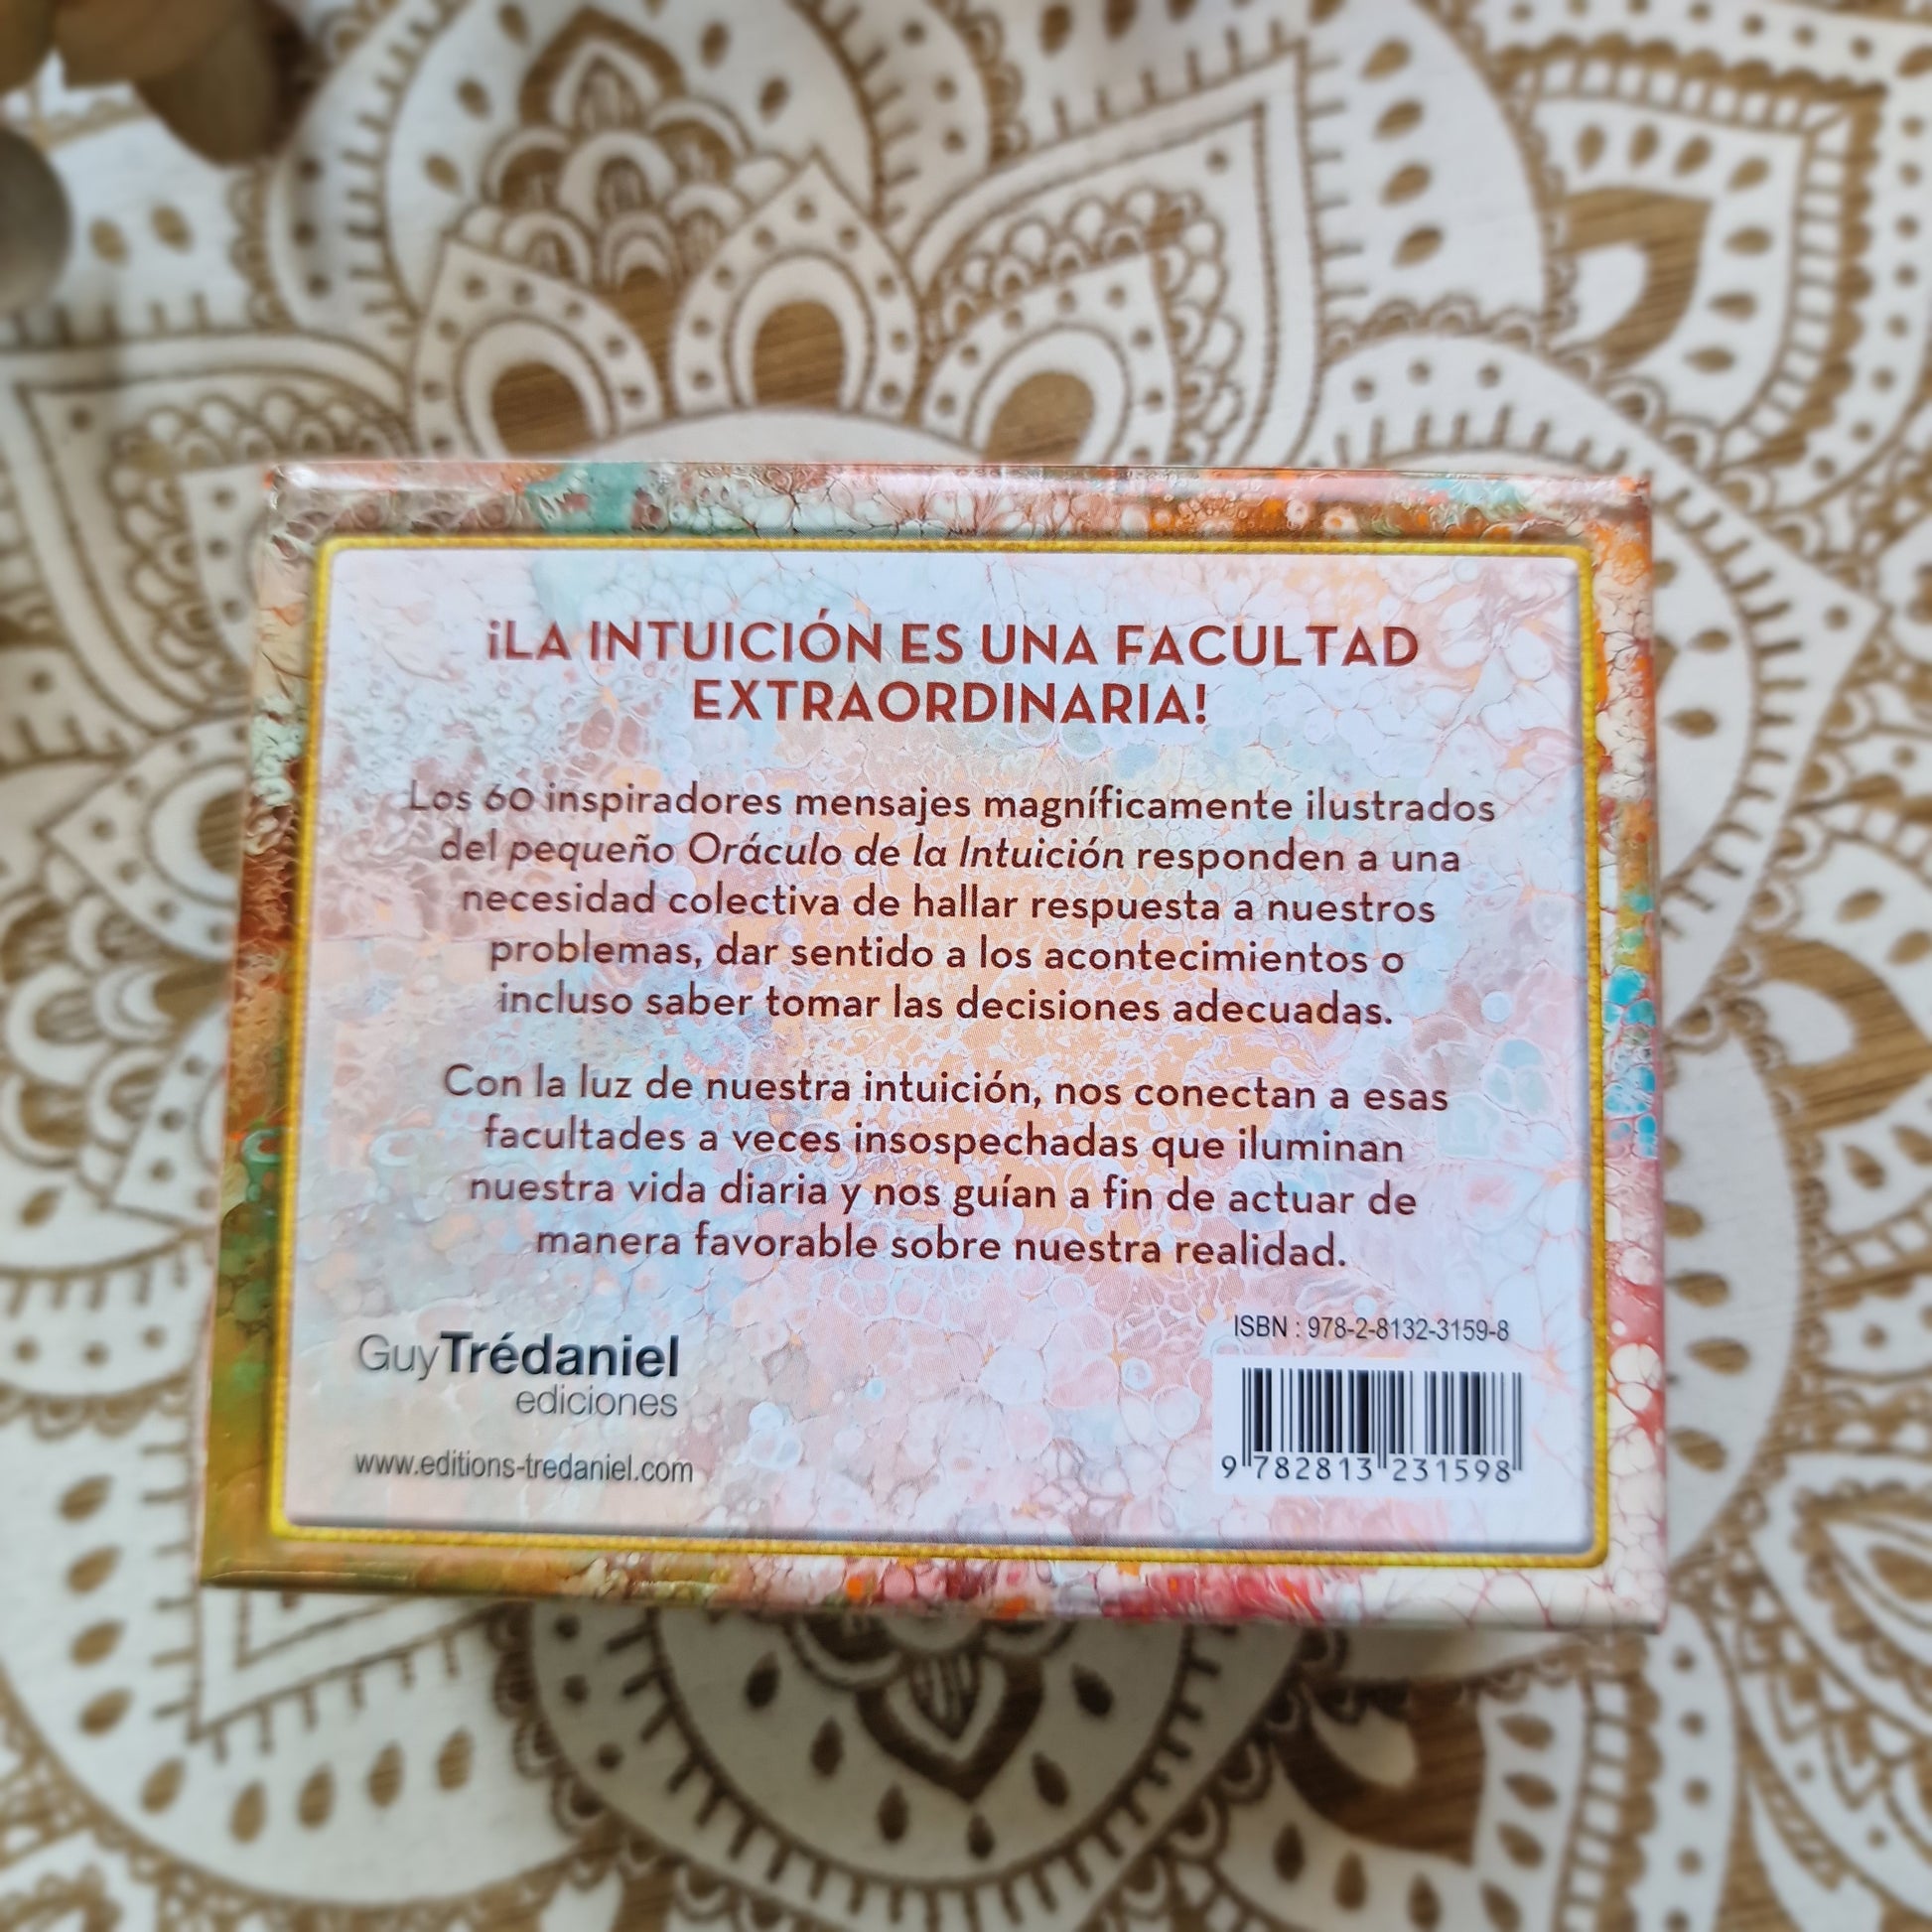 ¡LA INTUICIÓN ES UNA FACULTAD
EXTRAORDINARIA!
Los 60 inspiradores mensajes magníficamente ilustrados
del pequeño Oráculo de la Intuición responden a una
necesidad colectiva de hallar respuesta a nuestros
problemas, dar sentido a los acontecimientos o
incluso saber tomar las decisiones adecuadas.
Con la luz de nuestra intuición, nos conectan a esas
facultades a veces insospechadas que iluminan
nuestra vida diaria y nos guían a fin de actuar de
manera favorable sobre nuestra realidad.
GuyTrédaniel
ediciones
www.editions-tredaniel.com
ISBN : 978-2-8132-3159-8
9 782813 231598